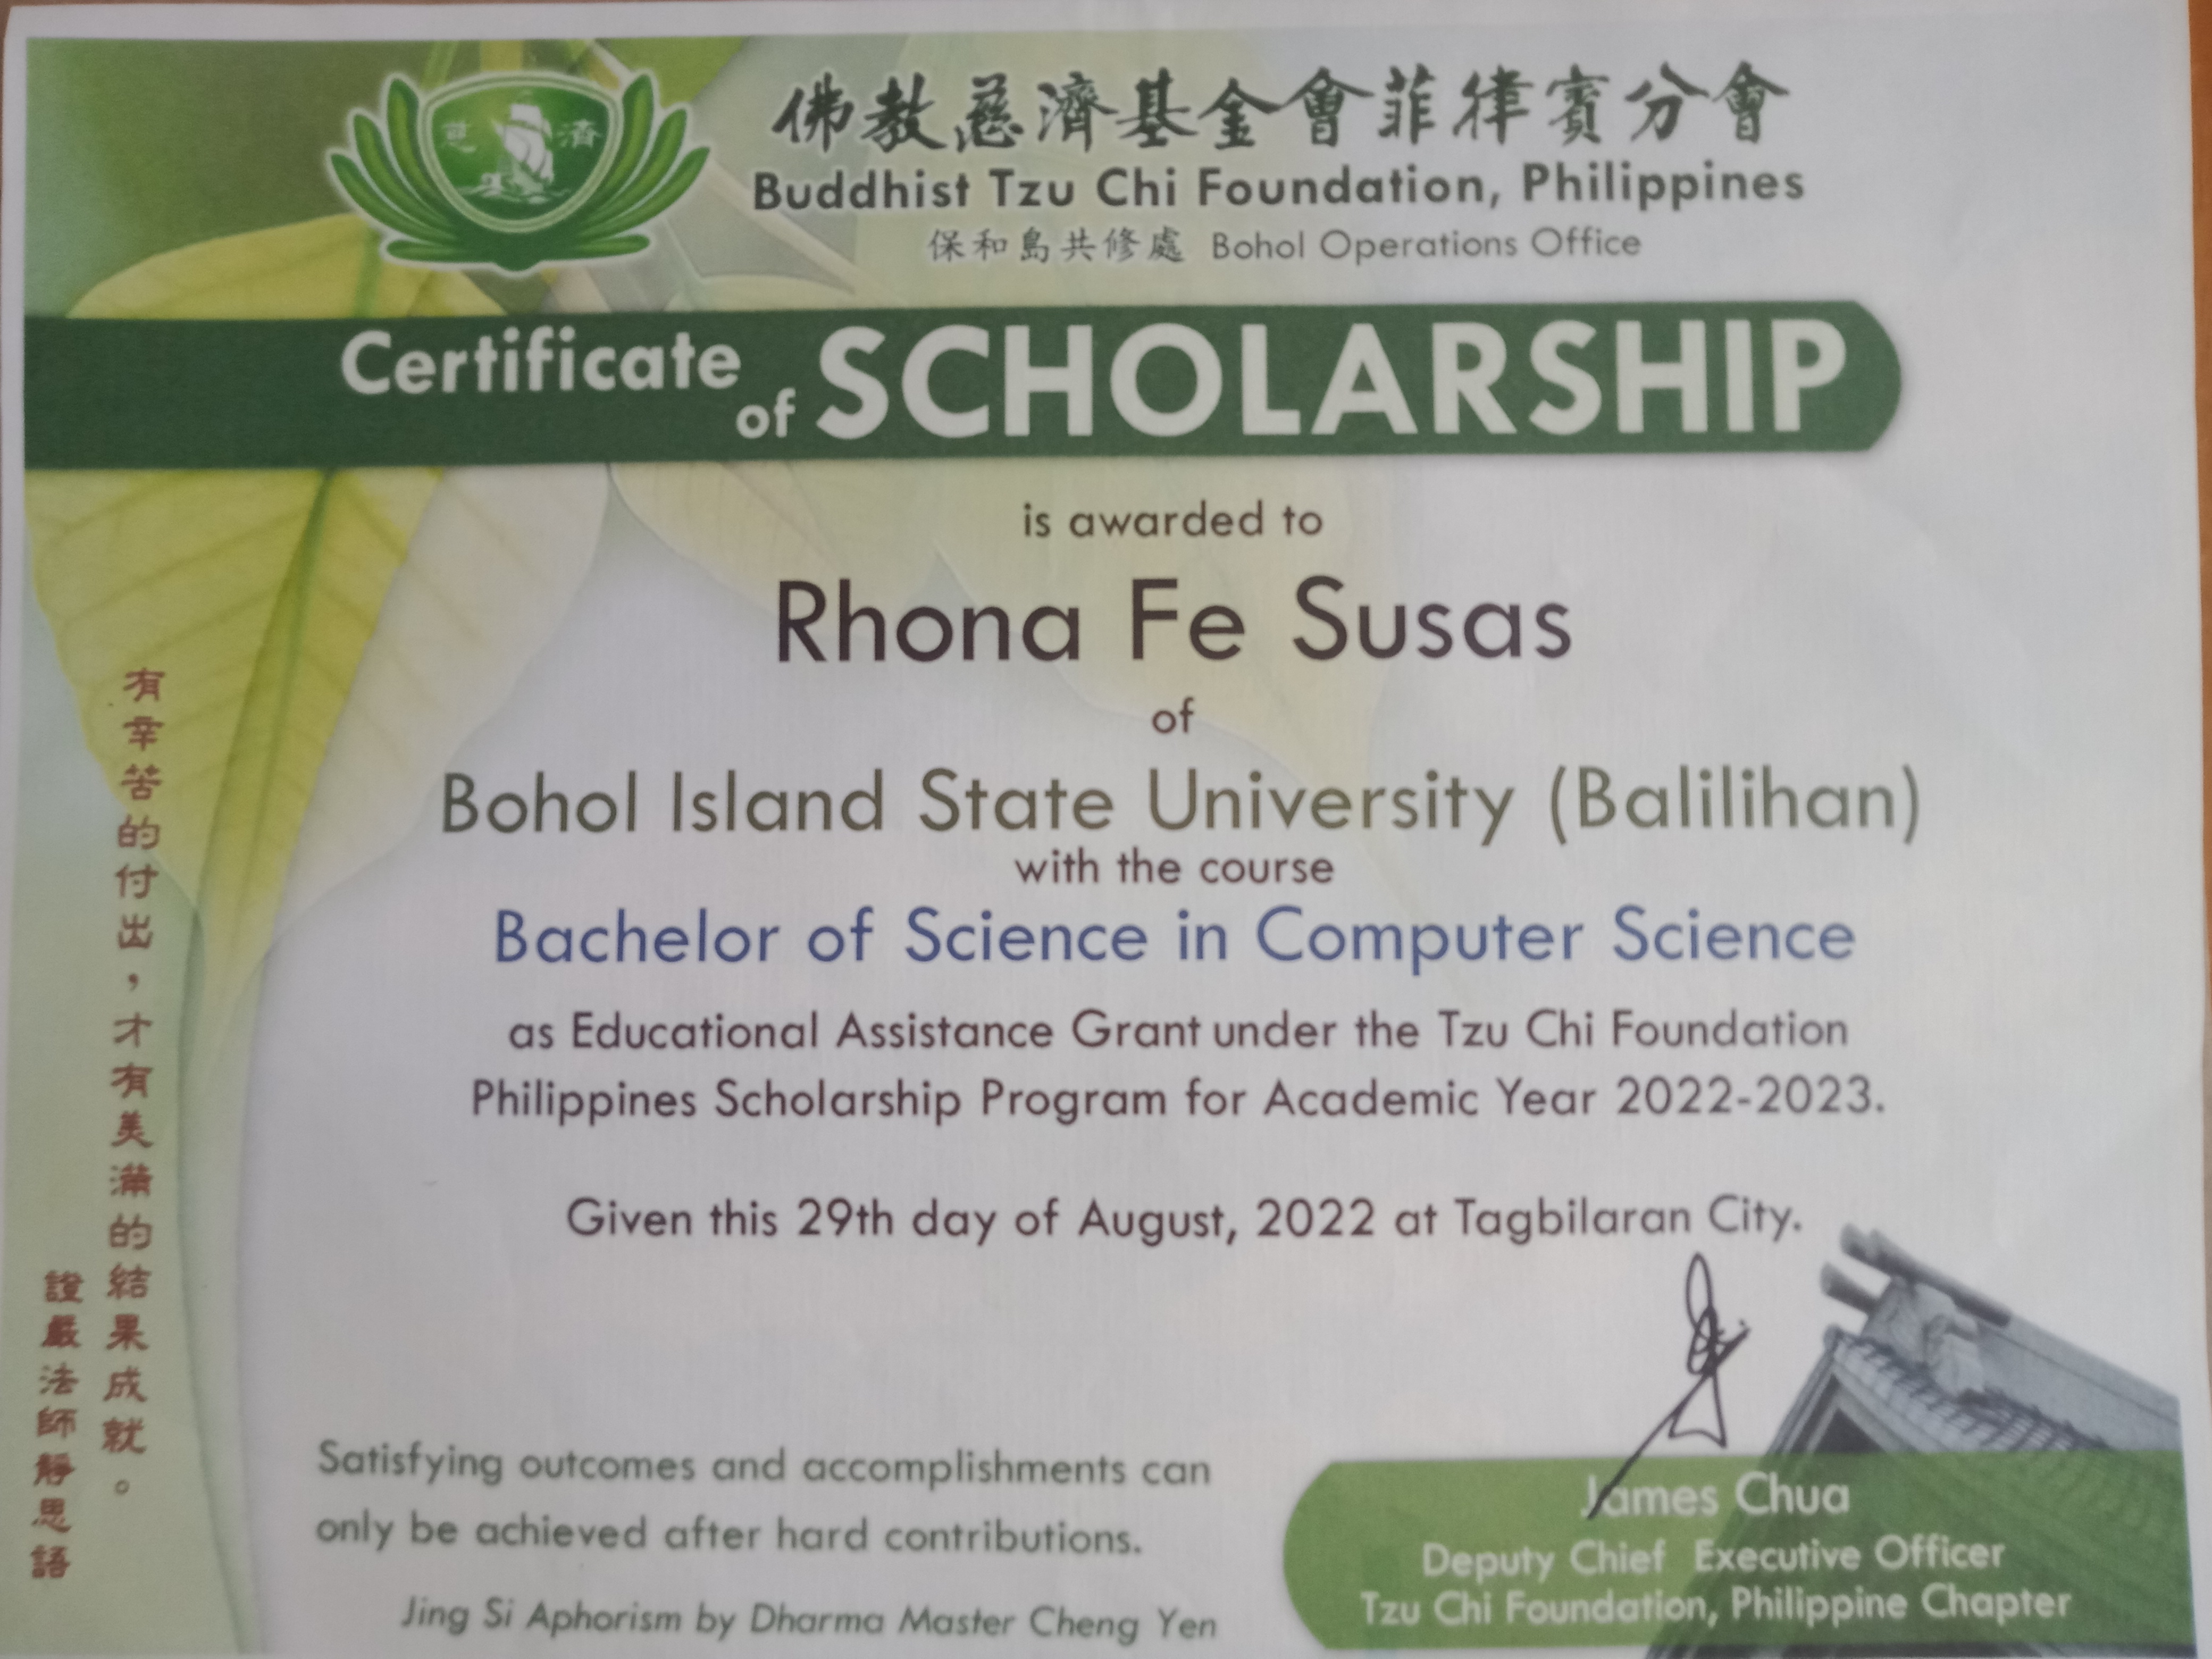 慈 濟
佛教慈濟基金會菲律賓分會
Buddhist Tzu Chi Foundation, Philippines
保和島共修處 Bohol Operations Office
Certificate of SCHOLARSHIP
is awarded to
Rhona Fe Susas
of
Bohol Island State University (Balilihan)
with the course
Bachelor of Science in Computer Science
as Educational Assistance Grant under the Tzu Chi Foundation
Philippines Scholarship Program for Academic Year 2022-2023.
Given this 29th day of August, 2022 at Tagbilaran City.
有辛苦的付出，才有美滿的結果成就。
證嚴法師靜思語
Satisfying outcomes and accomplishments can
only be achieved after hard contributions.
Jing Si Aphorism by Dharma Master Cheng Yen
James Chua
Deputy Chief Executive Officer
Tzu Chi Foundation, Philippine Chapter